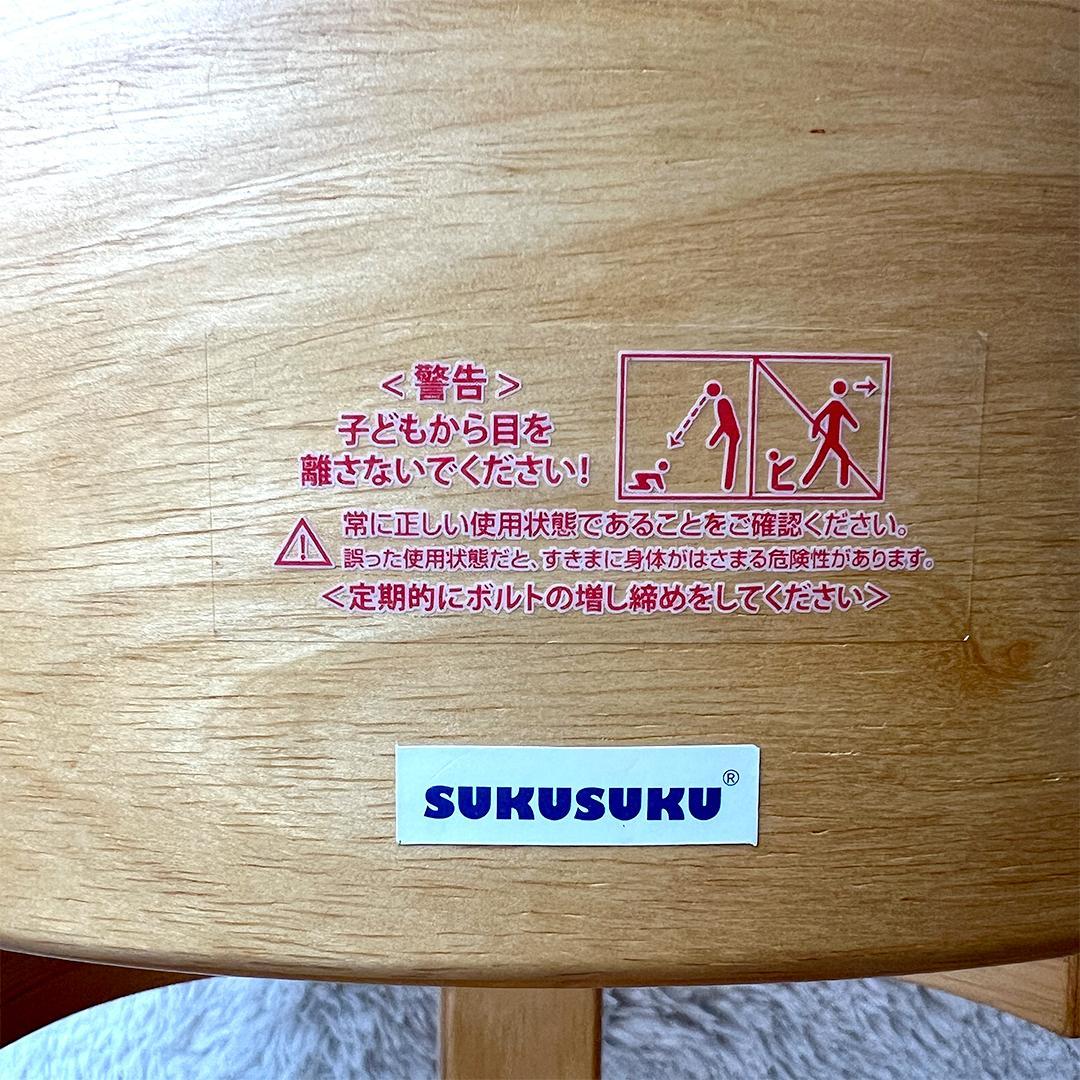 <警告>
子どもから目を
離さないでください!
常に正しい使用状態であることをご確認ください。
誤った使用状態だと、すきまに身体がはさまる危険性があります。
<定期的にボルトの増し締めをしてください>
SUKUSUKU®